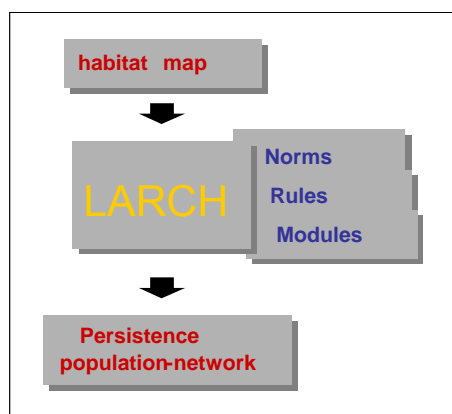 habitat map
LARCH
Norms
Rules
Modules
Persistence
population-network